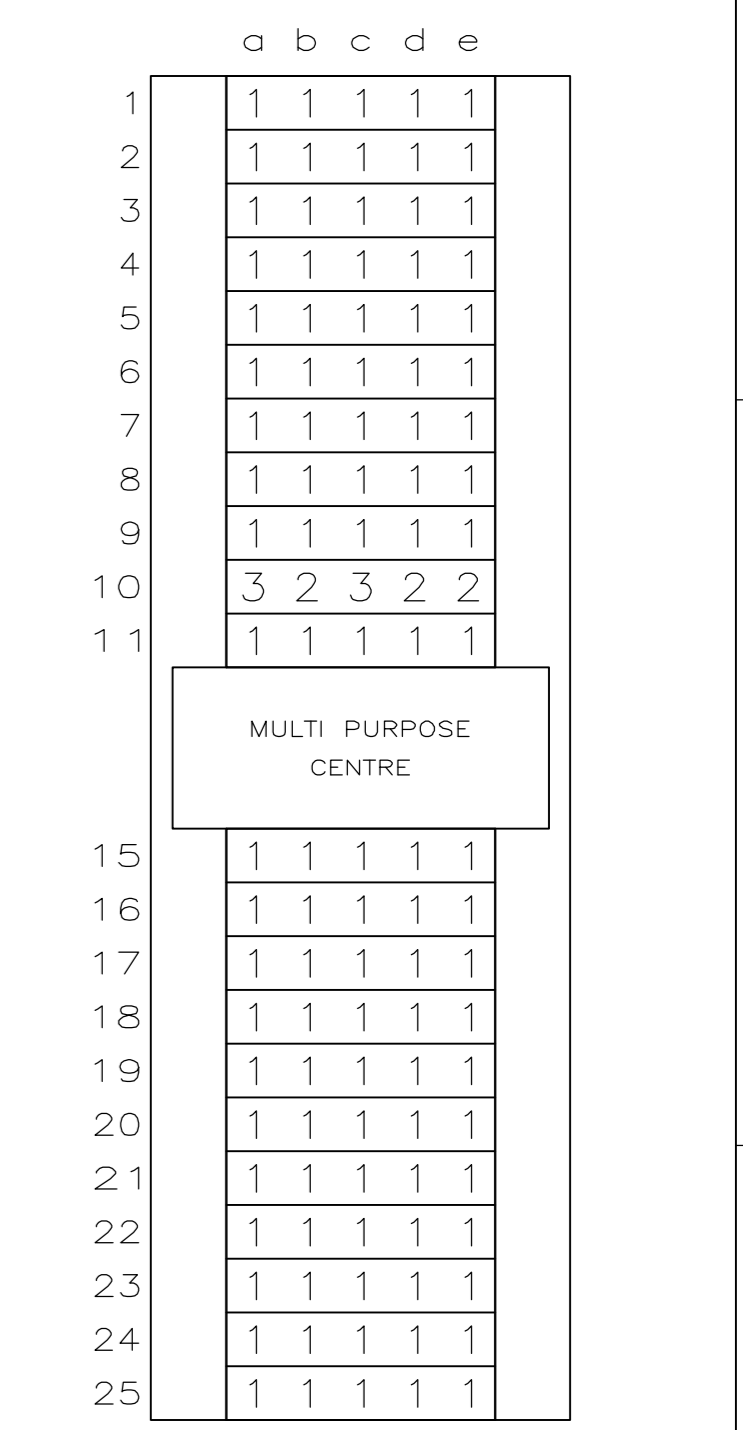 a b c d e
1 1 1 1 1 1
2 1 1 1 1 1
3 1 1 1 1 1
4 1 1 1 1 1
5 1 1 1 1 1
6 1 1 1 1 1
7 1 1 1 1 1
8 1 1 1 1 1
9 1 1 1 1 1
10 3 2 3 2 2
11 1 1 1 1 1
MULTI PURPOSE
CENTRE
15 1 1 1 1 1
16 1 1 1 1 1
17 1 1 1 1 1
18 1 1 1 1 1
19 1 1 1 1 1
20 1 1 1 1 1
21 1 1 1 1 1
22 1 1 1 1 1
23 1 1 1 1 1
24 1 1 1 1 1
25 1 1 1 1 1